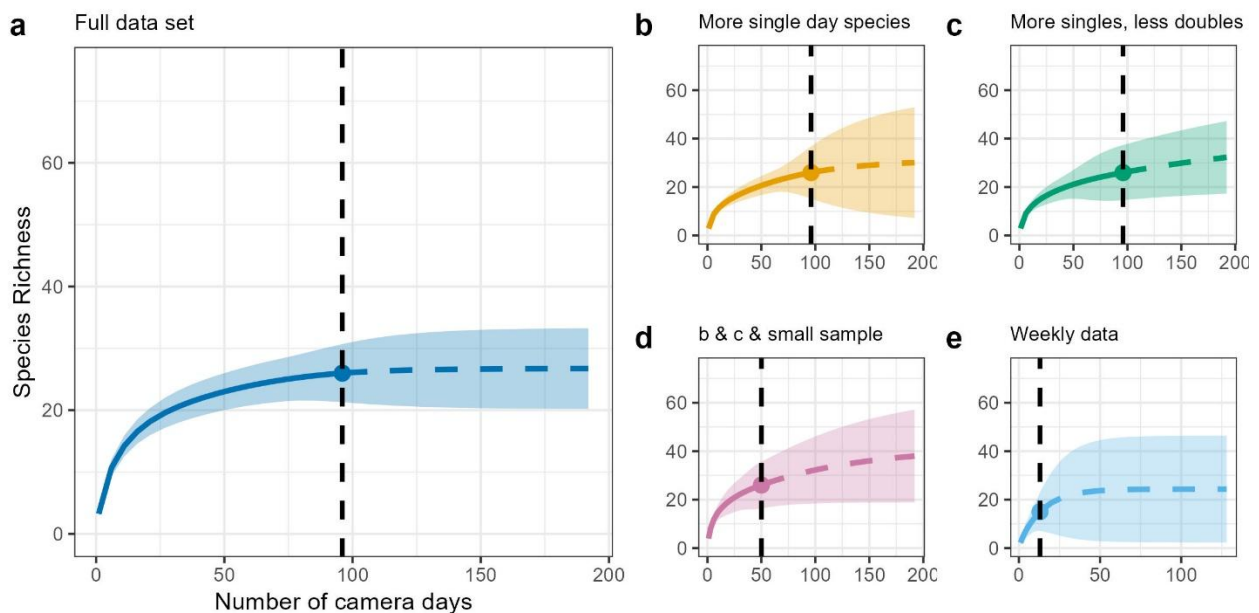 a Full data set
Species Richness
60
40
20
0
0 50 100 150 200
Number of camera days
b More single day species
60
40
20
0
0 50 100 150 200
c More singles, less doubles
60
40
20
0
0 50 100 150 200
d b & c & small sample
60
40
20
0
0 50 100 150 200
e Weekly data
60
40
20
0
0 50 100